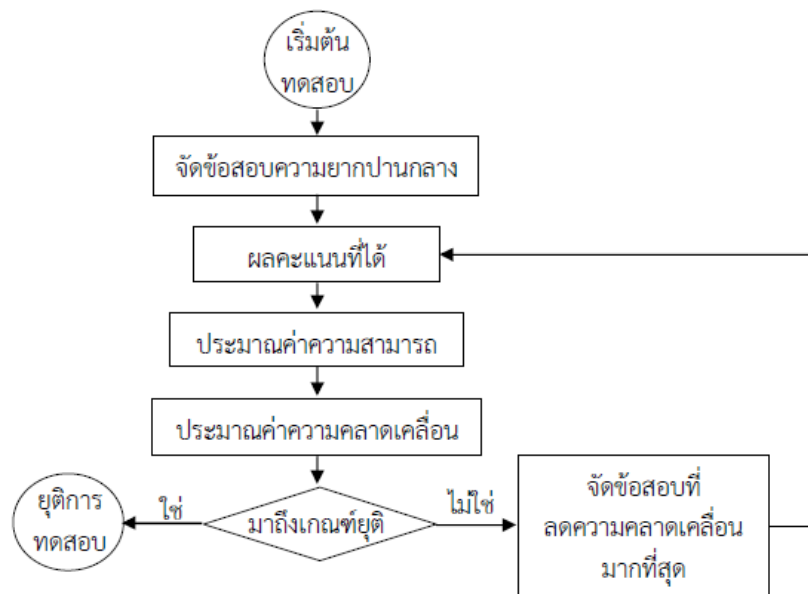 เริ่มต้น
ทดสอบ
จัดข้อสอบความยากปานกลาง
ผลคะแนนที่ได้
ประมาณค่าความสามารถ
ประมาณค่าความคลาดเคลื่อน
มาถึงเกณฑ์ยุติ
ใช่
ยุติการ
ทดสอบ
ไม่ใช่
จัดข้อสอบที่
ลดความคลาดเคลื่อน
มากที่สุด